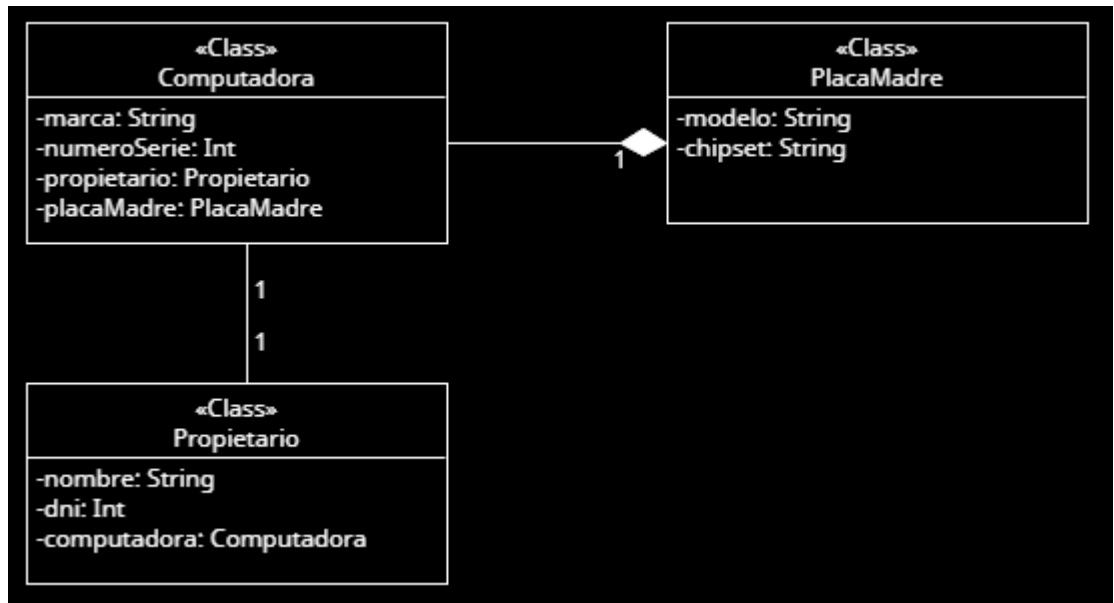 «Class»
Computadora
-marca: String
-numeroSerie: Int
-propietario: Propietario
-placaMadre: PlacaMadre
«Class»
PlacaMadre
-modelo: String
-chipset: String
1
1
1
«Class»
Propietario
-nombre: String
-dni: Int
-computadora: Computadora